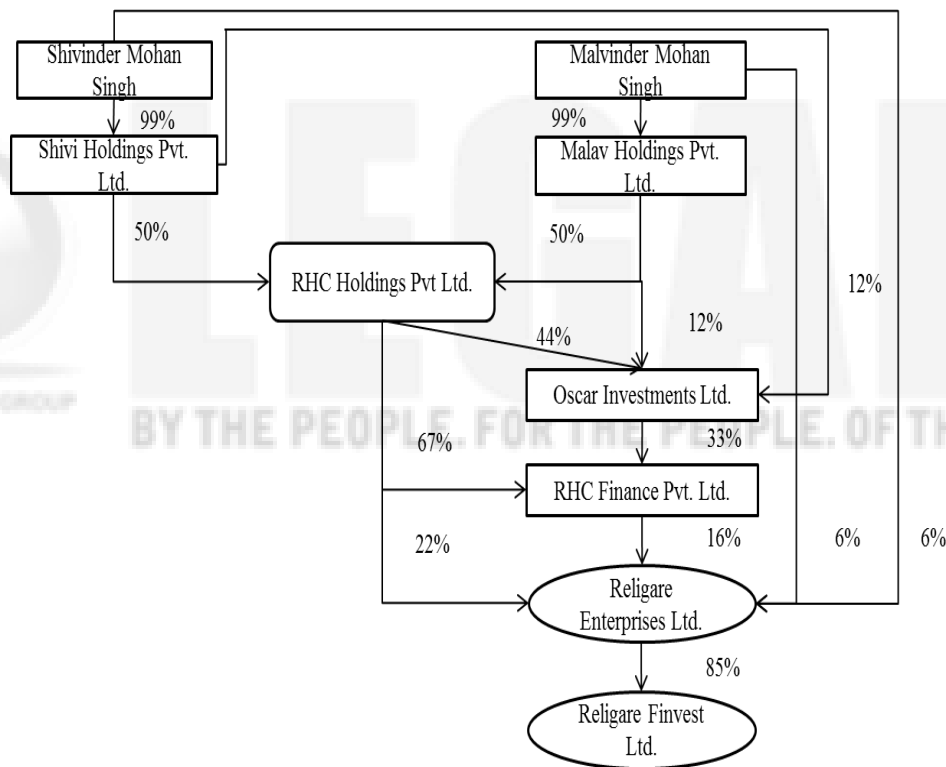 Shivinder Mohan
Singh
Malvinder Mohan
Singh
99%
99%
Shivi Holdings Pvt.
Ltd.
Malav Holdings Pvt.
Ltd.
50%
50%
RHC Holdings Pvt Ltd.
12%
44%
12%
Oscar Investments Ltd.
LEGAL
GROUP
BY THE PEOPLE. FOR THE PEOPLE. OF TH
67%
33%
RHC Finance Pvt. Ltd.
22%
16%
6%
6%
Religare
Enterprises Ltd.
85%
Religare Finvest
Ltd.